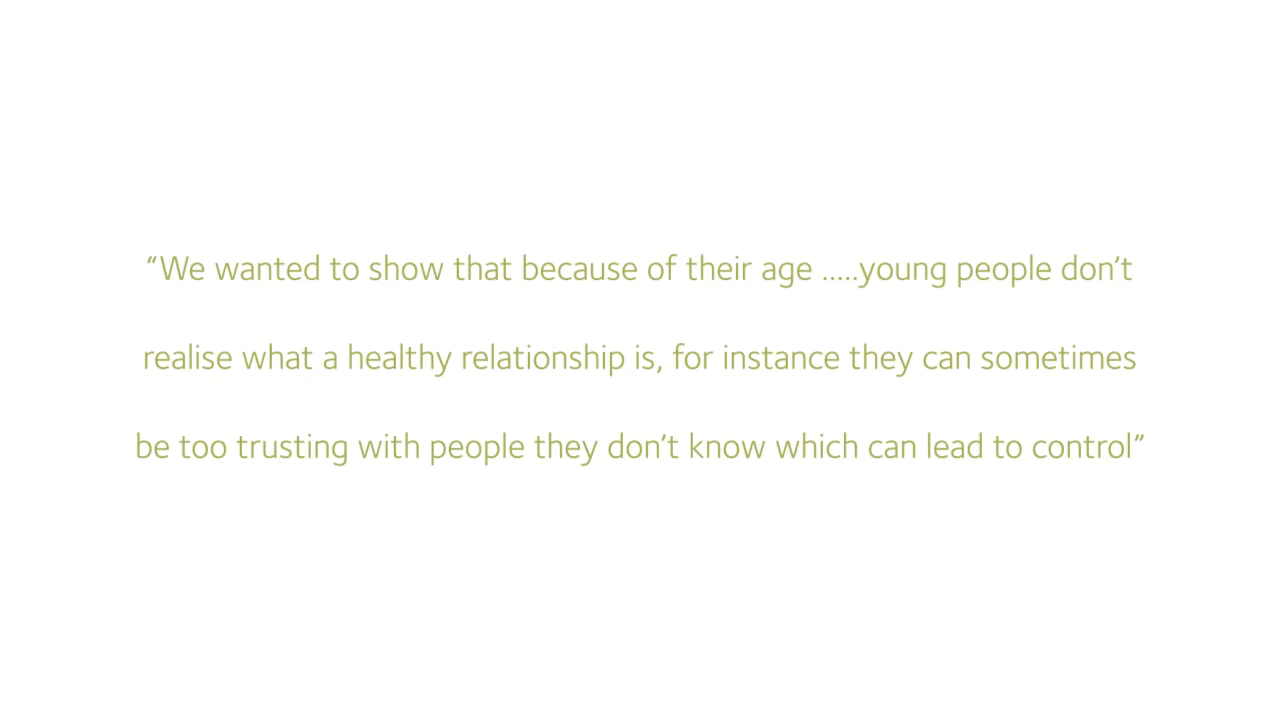 “We wanted to show that because of their age .....young people don’t
realise what a healthy relationship is, for instance they can sometimes
be too trusting with people they don’t know which can lead to control”